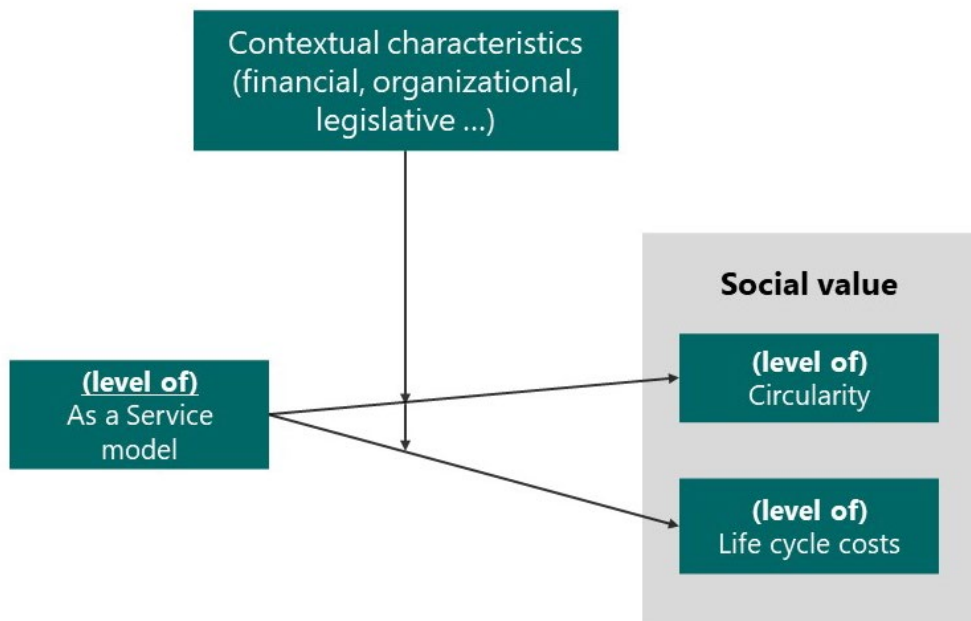 Contextual characteristics
(financial, organizational,
legislative ...)
Social value
(level of)
As a Service
model
(level of)
Circularity
(level of)
Life cycle costs